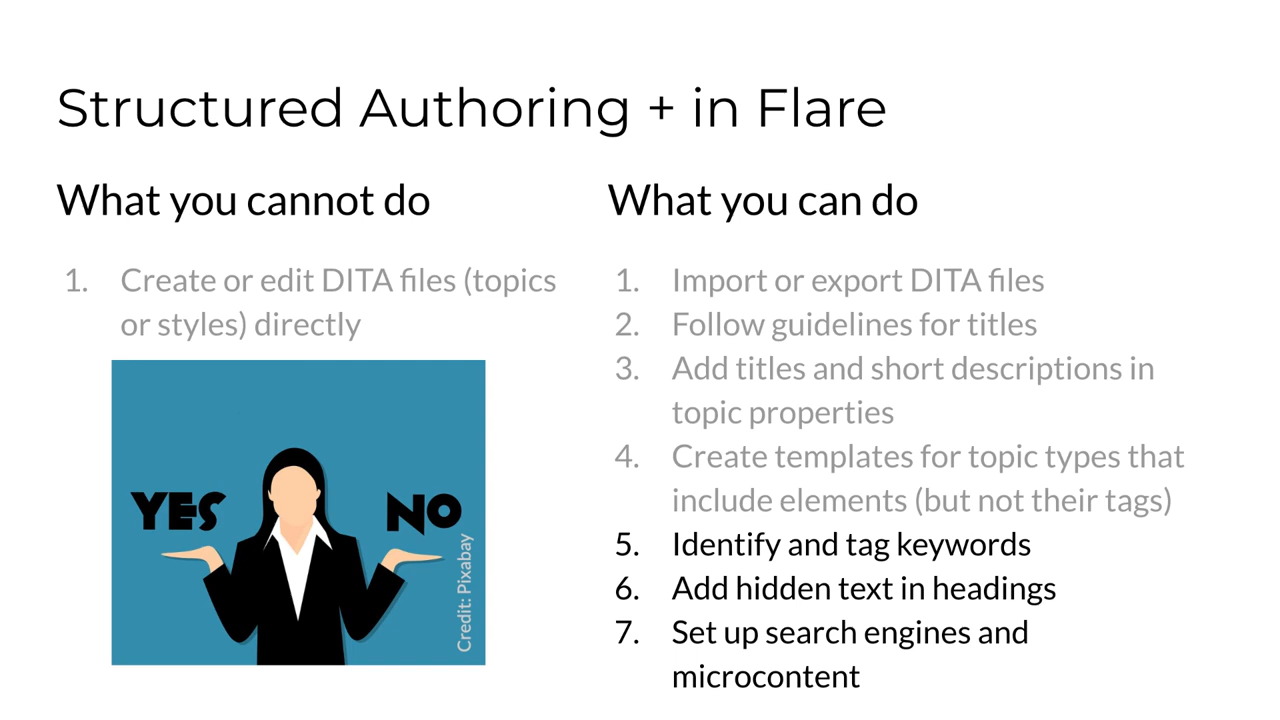 Structured Authoring + in Flare
What you cannot do
1. Create or edit DITA files (topics
or styles) directly
YES
NO
Credit: Pixabay
What you can do
1. Import or export DITA files
2. Follow guidelines for titles
3. Add titles and short descriptions in
topic properties
4. Create templates for topic types that
include elements (but not their tags)
5. Identify and tag keywords
6. Add hidden text in headings
7. Set up search engines and
microcontent